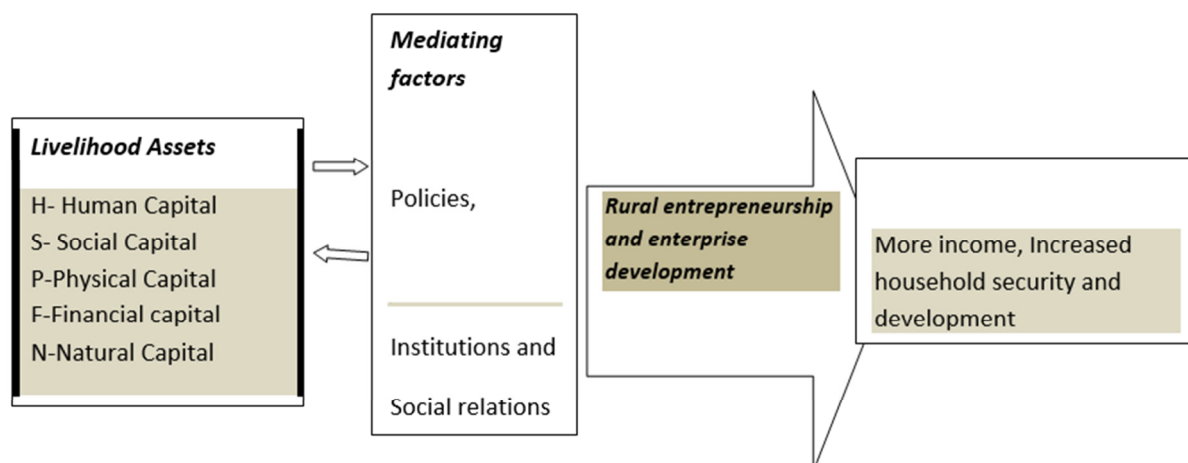 Livelihood Assets
H- Human Capital
S- Social Capital
P-Physical Capital
F-Financial capital
N-Natural Capital
Mediating
factors
Policies,
Institutions and
Social relations
Rural entrepreneurship
and enterprise
development
More income, Increased
household security and
development